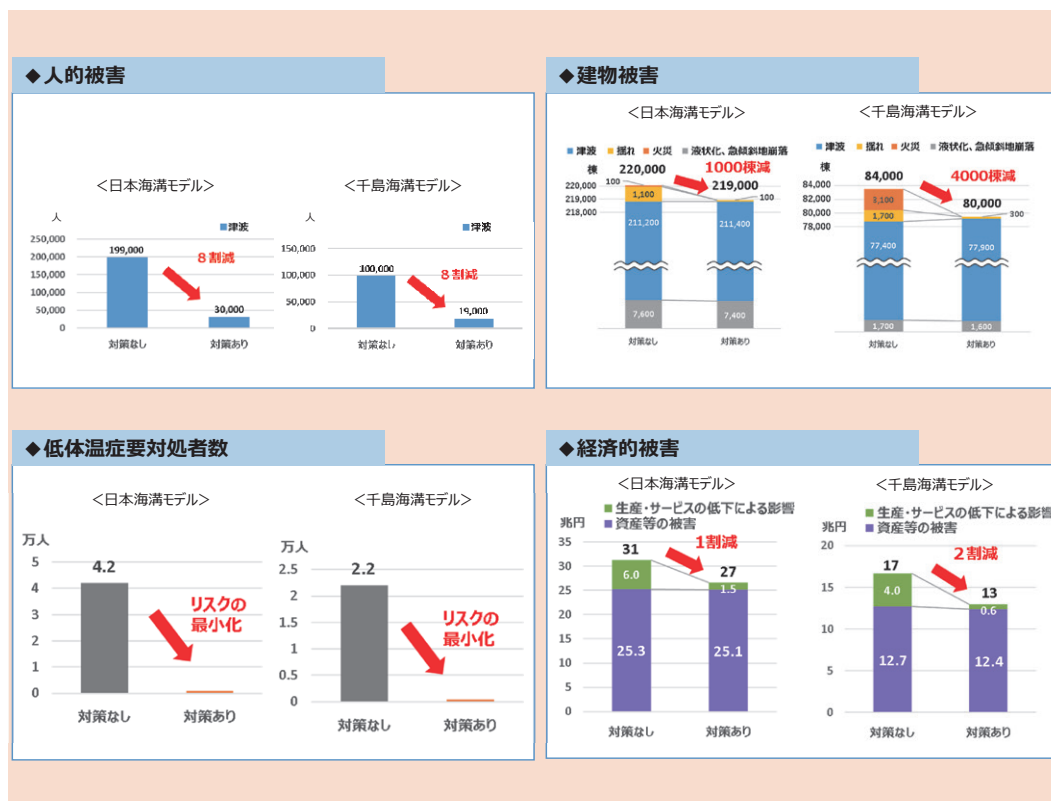 ◆人的被害
<日本海溝モデル>
人
■津波
250,000
200,000
150,000
100,000
50,000
0
199,000
8割減
30,000
対策なし
対策あり
<千島海溝モデル>
人
■津波
150,000
100,000
50,000
0
100,000
8割減
19,000
対策なし
対策あり
◆建物被害
<日本海溝モデル>
■津波 ■揺れ ■火災 ■液状化、急傾斜地崩落
棟
220,000
1000棟減
219,000
220,000
219,000
218,000
100
1,100
100
211,200
211,400
7,600
7,400
対策なし
対策あり
<千島海溝モデル>
■津波 ■揺れ ■火災 ■液状化、急傾斜地崩落
棟
84,000
4000棟減
80,000
84,000
82,000
80,000
78,000
3,100
1,700
300
77,400
77,900
1,700
1,600
対策なし
対策あり
◆低体温症要対処者数
<日本海溝モデル>
万人
5
4
3
2
1
0
4.2
リスクの
最小化
対策なし
対策あり
<千島海溝モデル>
万人
2.5
2
1.5
1
0.5
0
2.2
リスクの
最小化
対策なし
対策あり
◆経済的被害
<日本海溝モデル>
■生産・サービスの低下による影響
■資産等の被害
兆円
35
30
25
20
15
10
5
0
31
1割減
27
6.0
1.5
25.3
25.1
対策なし
対策あり
<千島海溝モデル>
■生産・サービスの低下による影響
■資産等の被害
兆円
20
15
10
5
0
17
2割減
13
4.0
0.6
12.7
12.4
対策なし
対策あり